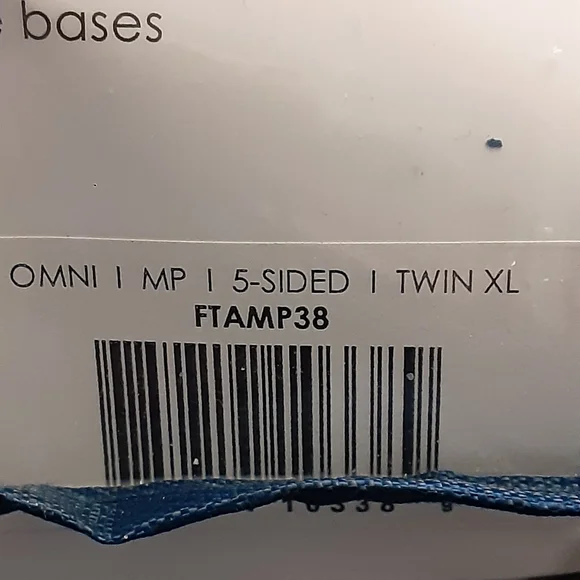 bases
OMNI | MP | 5-SIDED | TWIN XL
FTAMP38